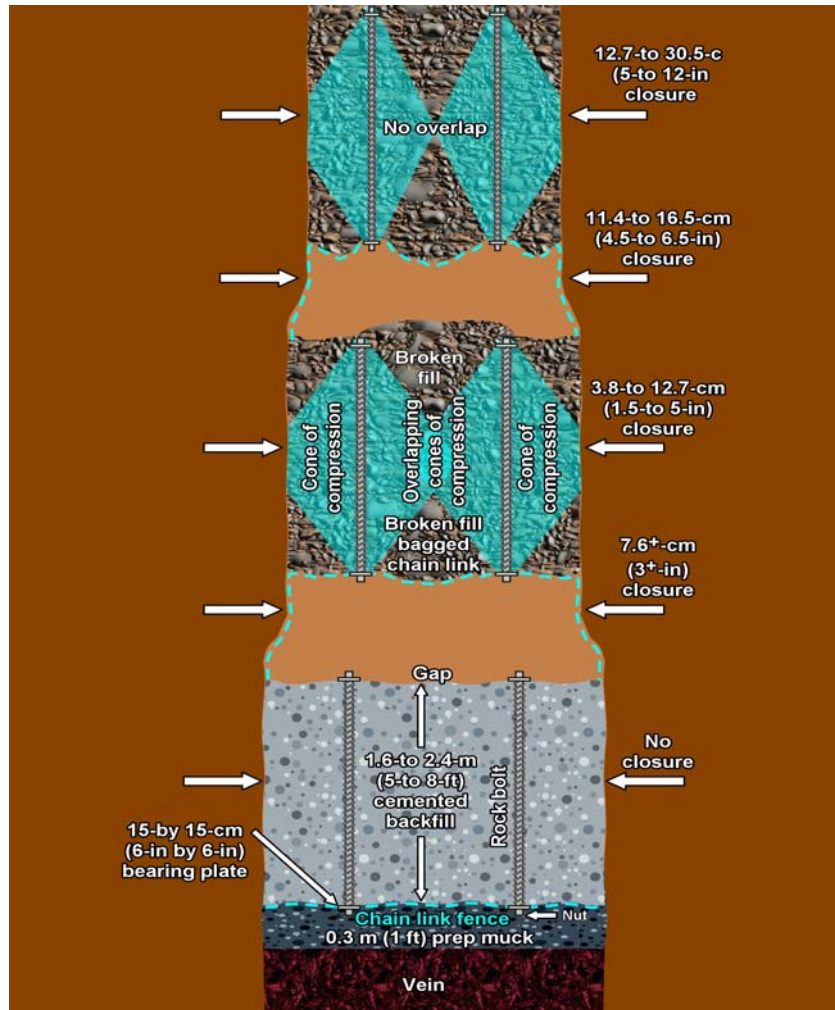 12.7-to 30.5-c
(5-to 12-in
closure
No overlap
11.4-to 16.5-cm
(4.5-to 6.5-in)
closure
Broken
fill
3.8-to 12.7-cm
(1.5-to 5-in)
closure
Cone of
compression
Overlapping
cones of
compression
Cone of
compression
Broken fill
bagged
chain link
7.6+-cm
(3+-in)
closure
Gap
No
closure
1.6-to 2.4-m
(5-to 8-ft)
cemented
backfill
Rock bolt
15-by 15-cm
(6-in by 6-in)
bearing plate
Chain link fence
Nut
0.3 m (1 ft) prep muck
Vein